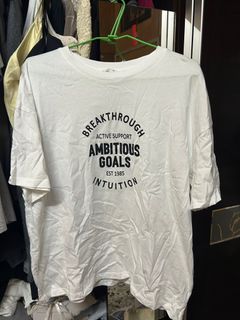 BREAKTHROUGH
ACTIVE SUPPORT
AMBITIOUS
GOALS
EST 1985
INTUITION